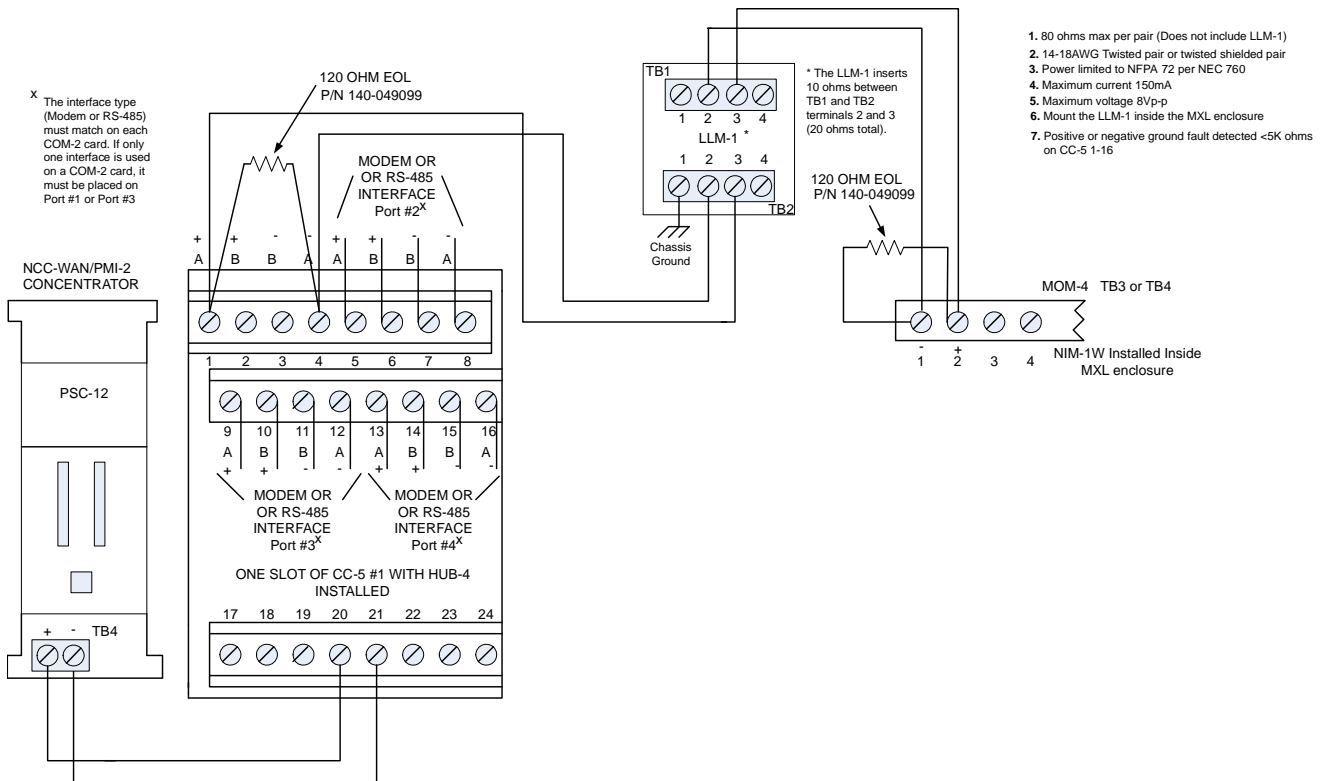 x
The interface type
(Modem or RS-485)
must match on each
COM-2 card. If only
one interface is used
on a COM-2 card, it
must be placed on
Port #1 or Port #3
120 OHM EOL
P/N 140-049099
MODEM OR
OR RS-485
INTERFACE
Port #2X
+ + - - + + - -
A B B A A B B A
NCC-WAN/PMI-2
CONCENTRATOR
PSC-12
+ - TB4
1 2 3 4 5 6 7 8
9 10 11 12 13 14 15 16
A B B A A B B A
+ + - - + + - -
MODEM OR
OR RS-485
INTERFACE
Port #3X
MODEM OR
OR RS-485
INTERFACE
Port #4X
ONE SLOT OF CC-5 #1 WITH HUB-4
INSTALLED
17 18 19 20 21 22 23 24
TB1
1 2 3 4
LLM-1 *
1 2 3 4
TB2
Chassis
Ground
* The LLM-1 inserts
10 ohms between
TB1 and TB2
terminals 2 and 3
(20 ohms total).
120 OHM EOL
P/N 140-049099
MOM-4 TB3 or TB4
- +
1 2 3 4
NIM-1W Installed Inside
MXL enclosure
1. 80 ohms max per pair (Does not include LLM-1)
2. 14-18AWG Twisted pair or twisted shielded pair
3. Power limited to NFPA 72 per NEC 760
4. Maximum current 150mA
5. Maximum voltage 8Vp-p
6. Mount the LLM-1 inside the MXL enclosure
7. Positive or negative ground fault detected <5K ohms
on CC-5 1-16